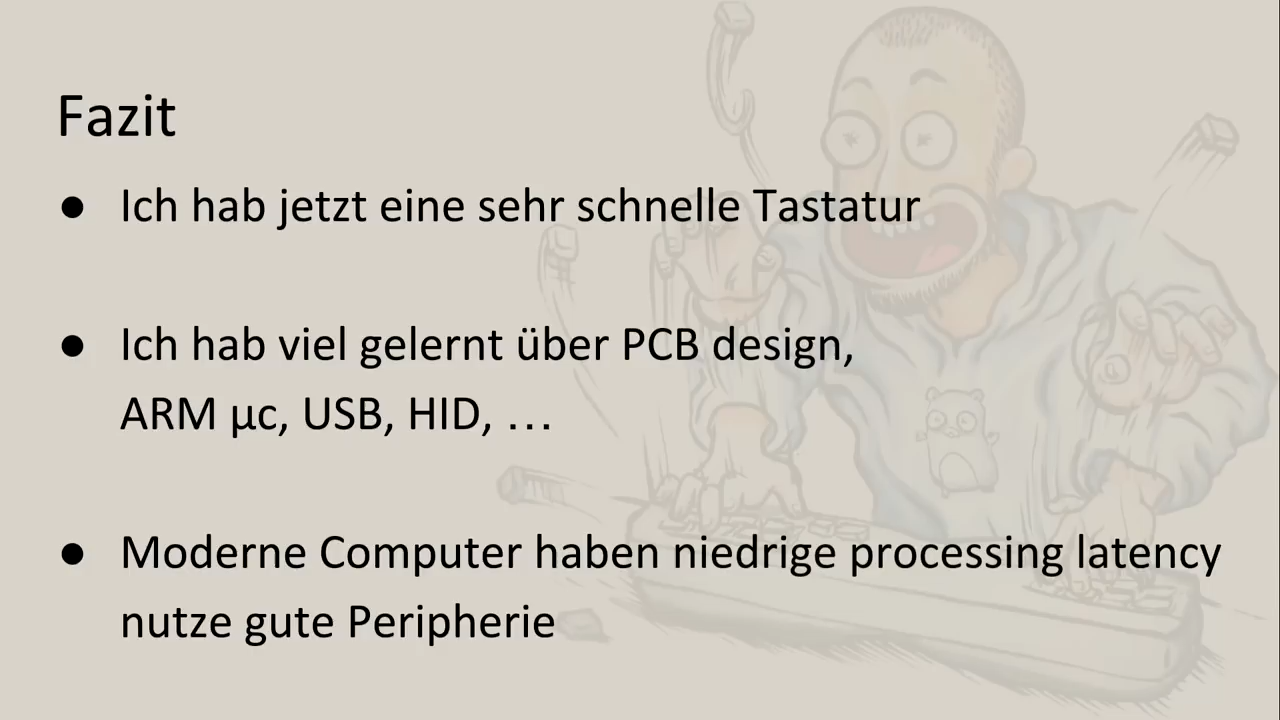 Fazit
● Ich hab jetzt eine sehr schnelle Tastatur
● Ich hab viel gelernt über PCB design,
ARM µc, USB, HID, …
● Moderne Computer haben niedrige processing latency
nutze gute Peripherie